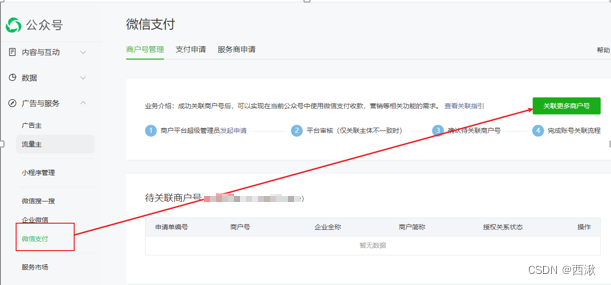 公众号
内容与互动
数据
广告与服务
广告主
流量主
小程序管理
微信搜一搜
企业微信
微信支付
服务市场
微信支付
商户号管理 支付申请 服务商申请
帮助
业务介绍：成功关联商户号后，可以实现在当前公众号中使用微信支付收款，营销等相关功能的需求。 查看关联指引
关联更多商户号
1 商户平台超级管理员发起申请 2 平台审核（仅关联主体不一致时） 3 确认待关联商户号 4 完成账号关联流程
待关联商户号
申请单编号 商户号 企业全称 商户简称 授权关系状态 操作
暂无数据
CSDN @西湫